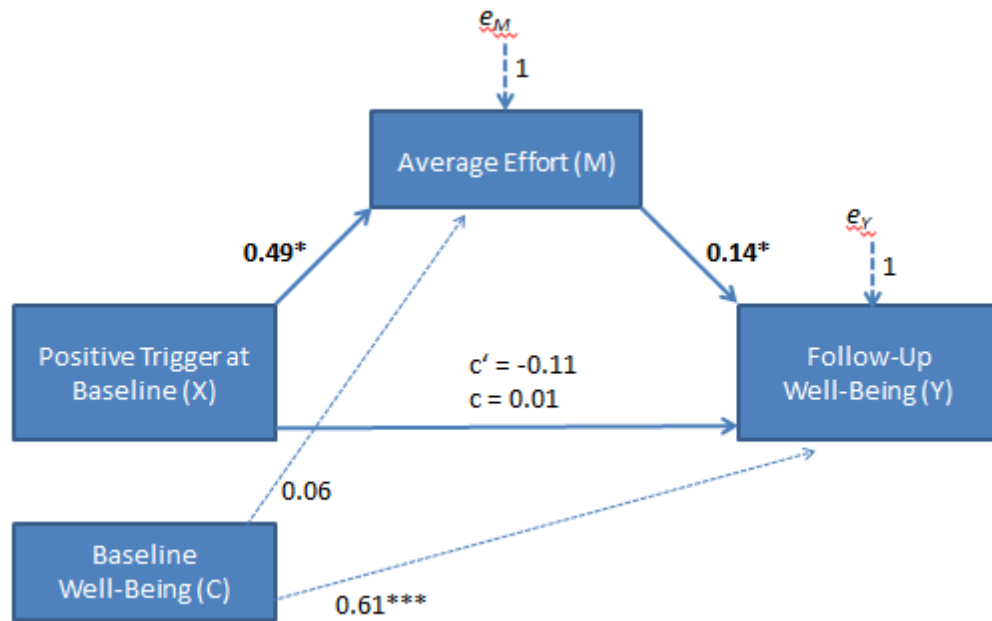 eM
1
Average Effort (M)
eY
0.49*
0.14*
1
Positive Trigger at
Baseline (X)
c‘ = -0.11
c = 0.01
Follow-Up
Well-Being (Y)
0.06
Baseline
Well-Being (C)
0.61***